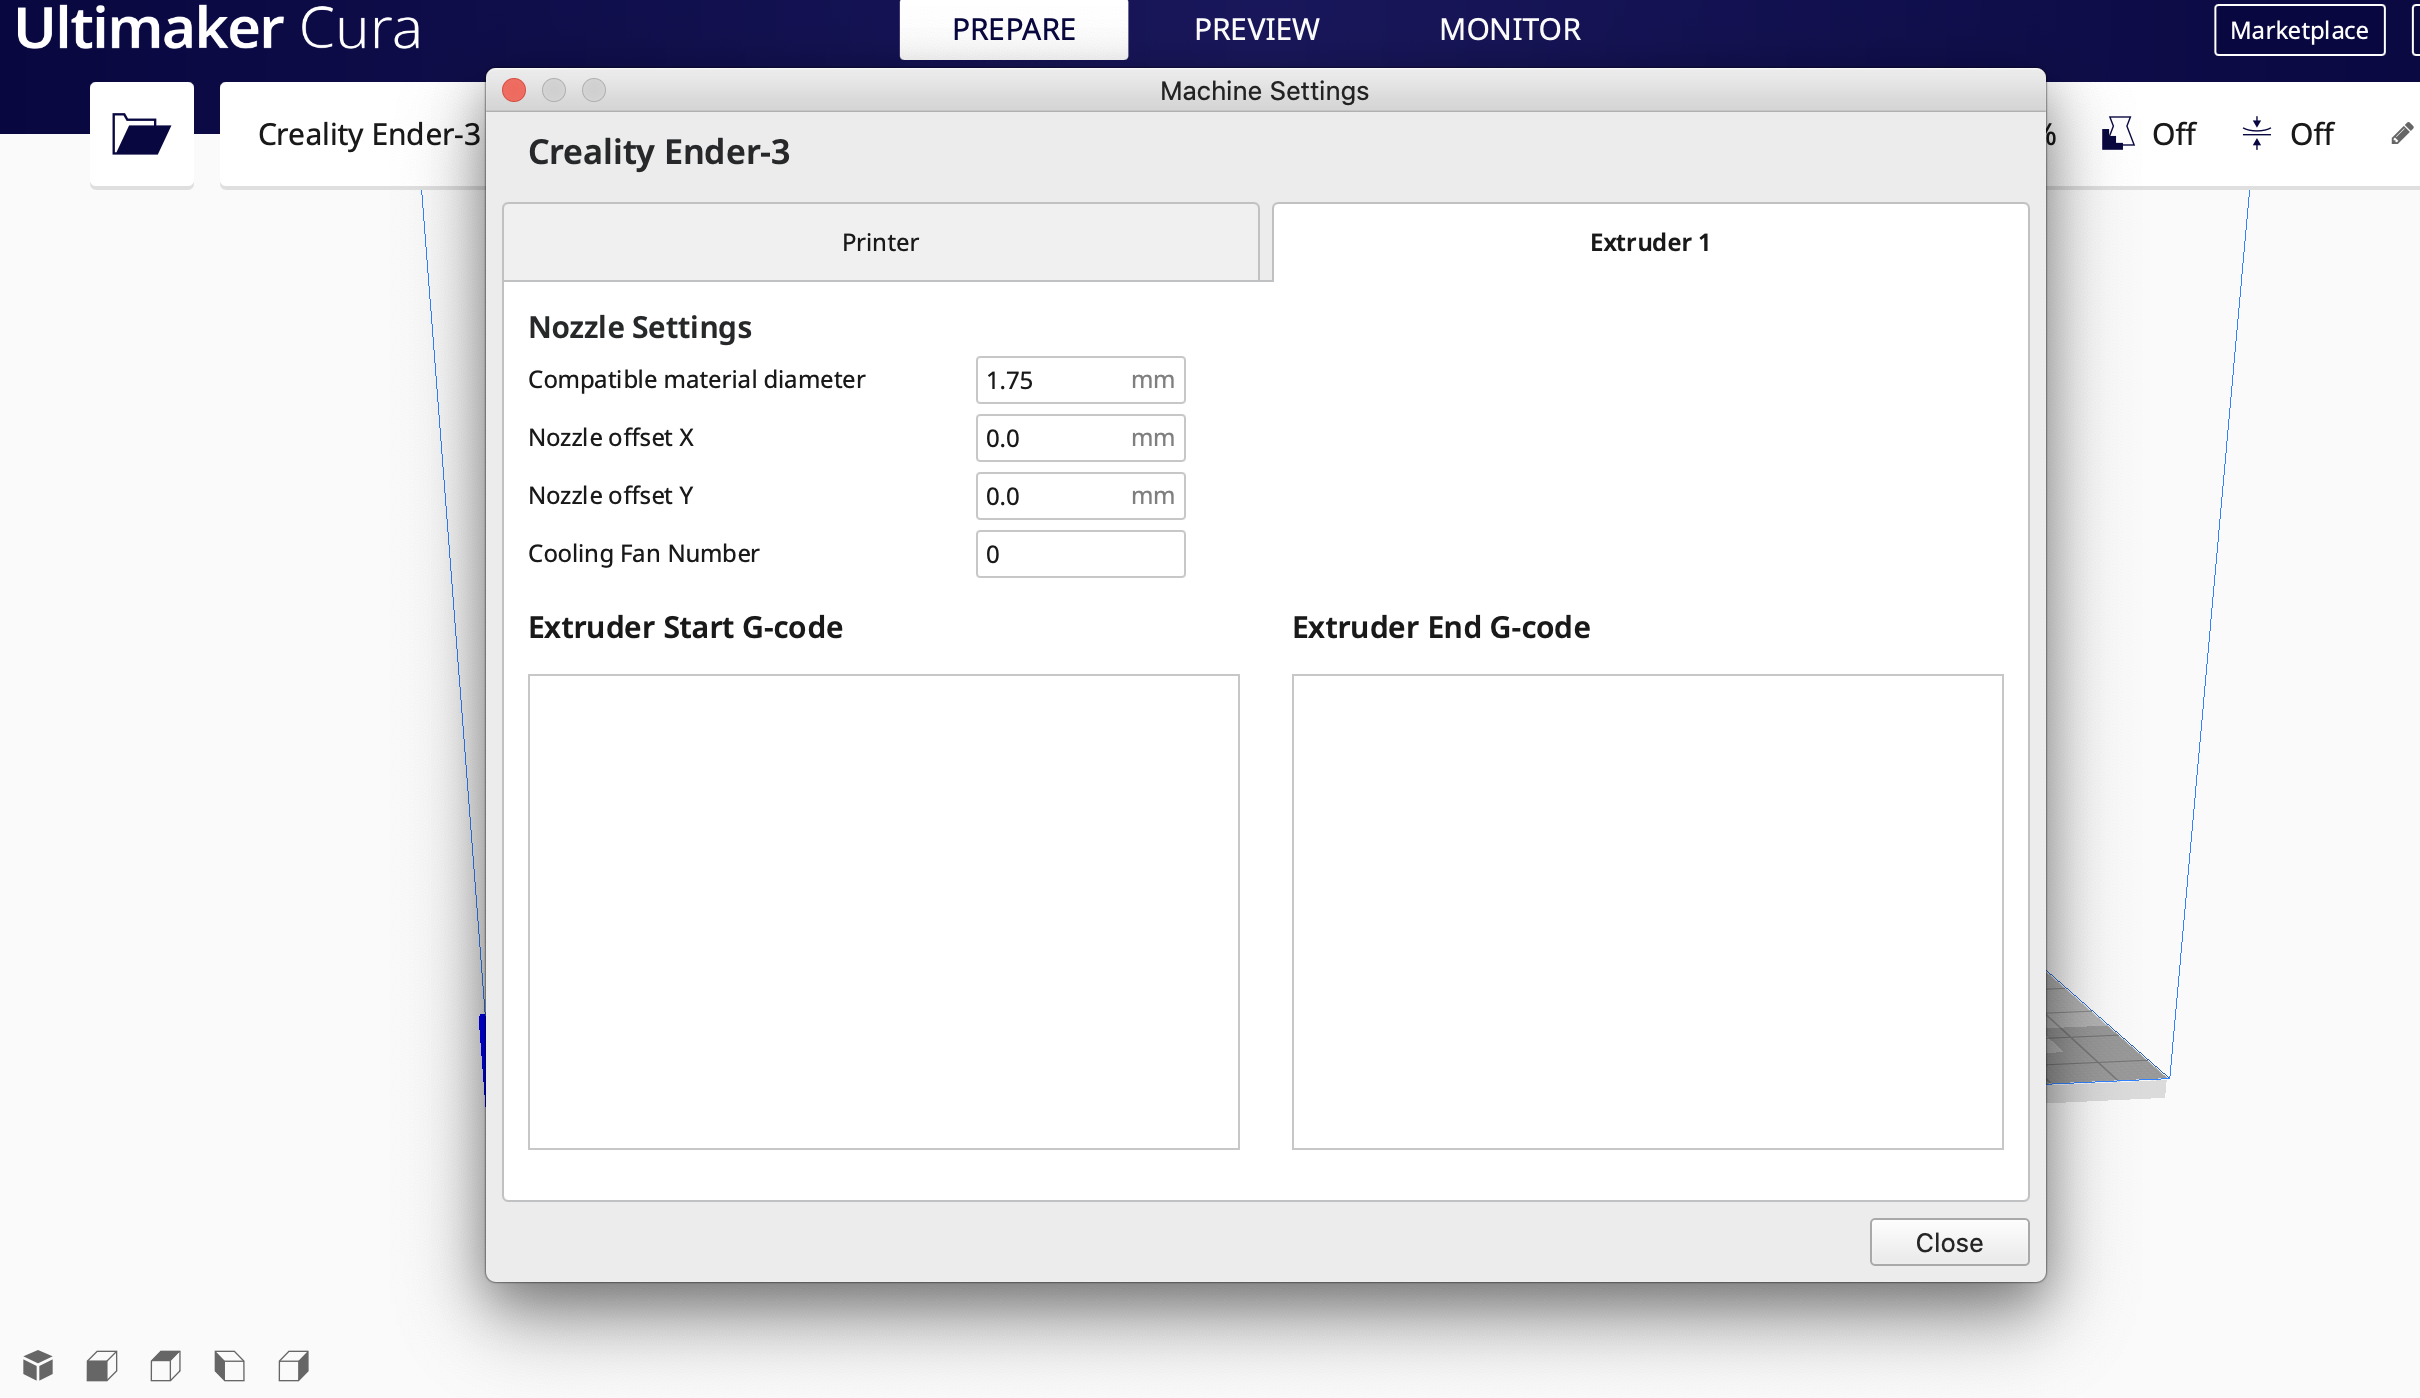 Ultimaker Cura
PREPARE
PREVIEW
MONITOR
Marketplace
Machine Settings
Creality Ender-3
%
Off
Off
Creality Ender-3
Printer
Extruder 1
Nozzle Settings
Compatible material diameter 1.75 mm
Nozzle offset X 0.0 mm
Nozzle offset Y 0.0 mm
Cooling Fan Number 0
Extruder Start G-code
Extruder End G-code
Close